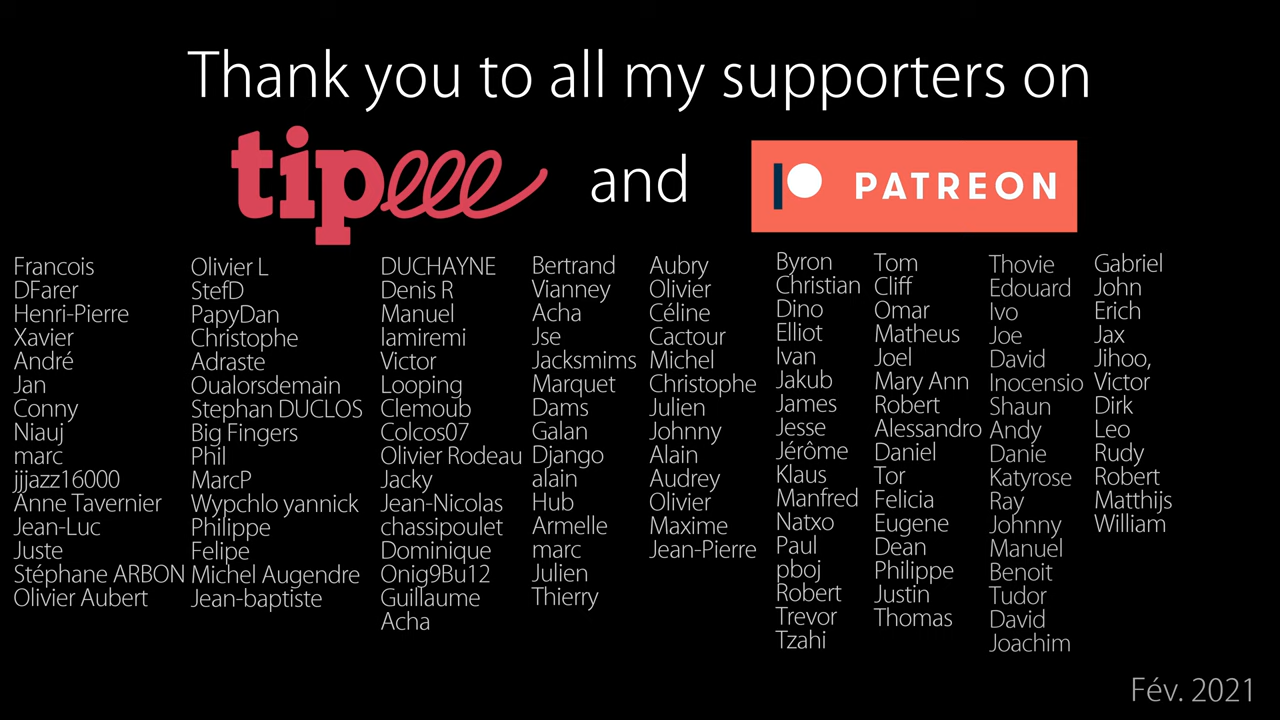 Thank you to all my supporters on
tipeee and PATREON
Francois
DFarer
Henri-Pierre
Xavier
André
Jan
Conny
Niauj
marc
jjjazz16000
Anne Tavernier
Jean-Luc
Juste
Stéphane ARBON
Olivier Aubert
Olivier L
StefD
PapyDan
Christophe
Adraste
Oualorsdemain
Stephan DUCLOS
Big Fingers
Phil
MarcP
Wypchlo yannick
Philippe
Felipe
Michel Augendre
Jean-baptiste
DUCHAYNE
Denis R
Manuel
lamiremi
Victor
Looping
Clemoub
Colcos07
Olivier Rodeau
Jacky
Jean-Nicolas
chassipoulet
Dominique
Onig9Bu12
Guillaume
Acha
Bertrand
Vianney
Acha
Jse
Jacksmims
Marquet
Dams
Galan
Django
alain
Hub
Armelle
marc
Julien
Thierry
Aubry
Olivier
Céline
Cactour
Michel
Christophe
Julien
Johnny
Alain
Audrey
Olivier
Maxime
Jean-Pierre
Byron
Christian
Dino
Elliot
Ivan
Jakub
James
Jesse
Jérôme
Klaus
Manfred
Natxo
Paul
pboj
Robert
Trevor
Tzahi
Tom
Cliff
Omar
Matheus
Joel
Mary Ann
Robert
Alessandro
Daniel
Tor
Felicia
Eugene
Dean
Philippe
Justin
Thomas
Thovie
Edouard
Ivo
Joe
David
Inocensio
Shaun
Andy
Danie
Katyrose
Ray
Johnny
Manuel
Benoit
Tudor
David
Joachim
Gabriel
John
Erich
Jax
Jihoo,
Victor
Dirk
Leo
Rudy
Robert
Matthijs
William
Fév. 2021